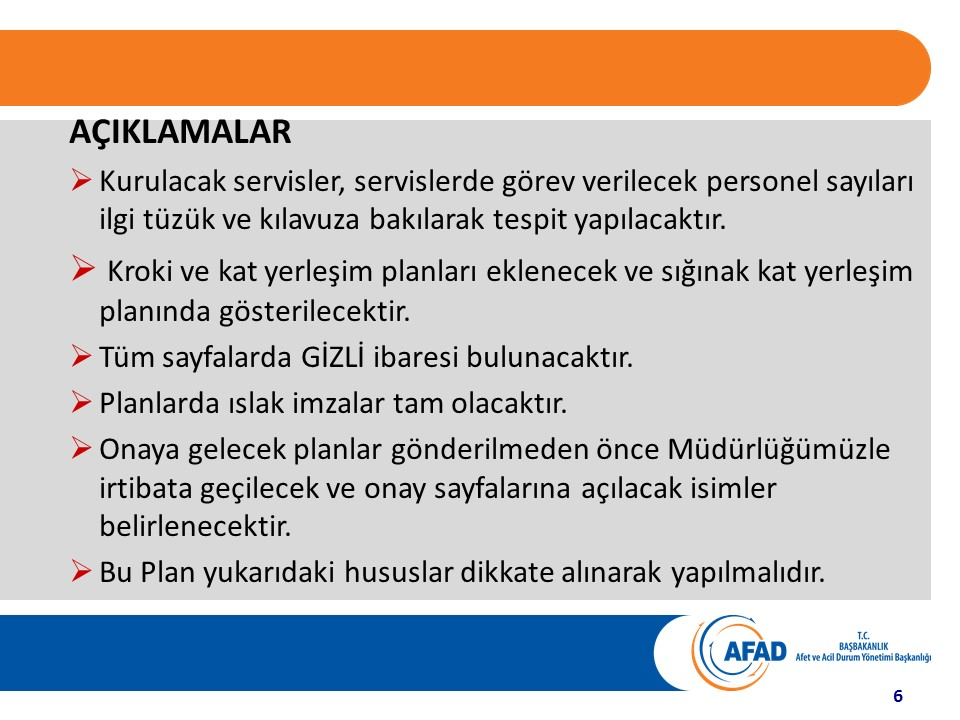 AÇIKLAMALAR
➢ Kurulacak servisler, servislerde görev verilecek personel sayıları
ilgi tüzük ve kılavuza bakılarak tespit yapılacaktır.
➢ Kroki ve kat yerleşim planları eklenecek ve sığınak kat yerleşim
planında gösterilecektir.
➢ Tüm sayfalarda GİZLİ ibaresi bulunacaktır.
➢ Planlarda ıslak imzalar tam olacaktır.
➢ Onaya gelecek planlar gönderilmeden önce Müdürlüğümüzle
irtibata geçilecek ve onay sayfalarına açılacak isimler
belirlenecektir.
➢ Bu Plan yukarıdaki hususlar dikkate alınarak yapılmalıdır.
AFAD
T.C.
BAŞBAKANLIK
Afet ve Acil Durum Yönetimi Başkanlığı
6